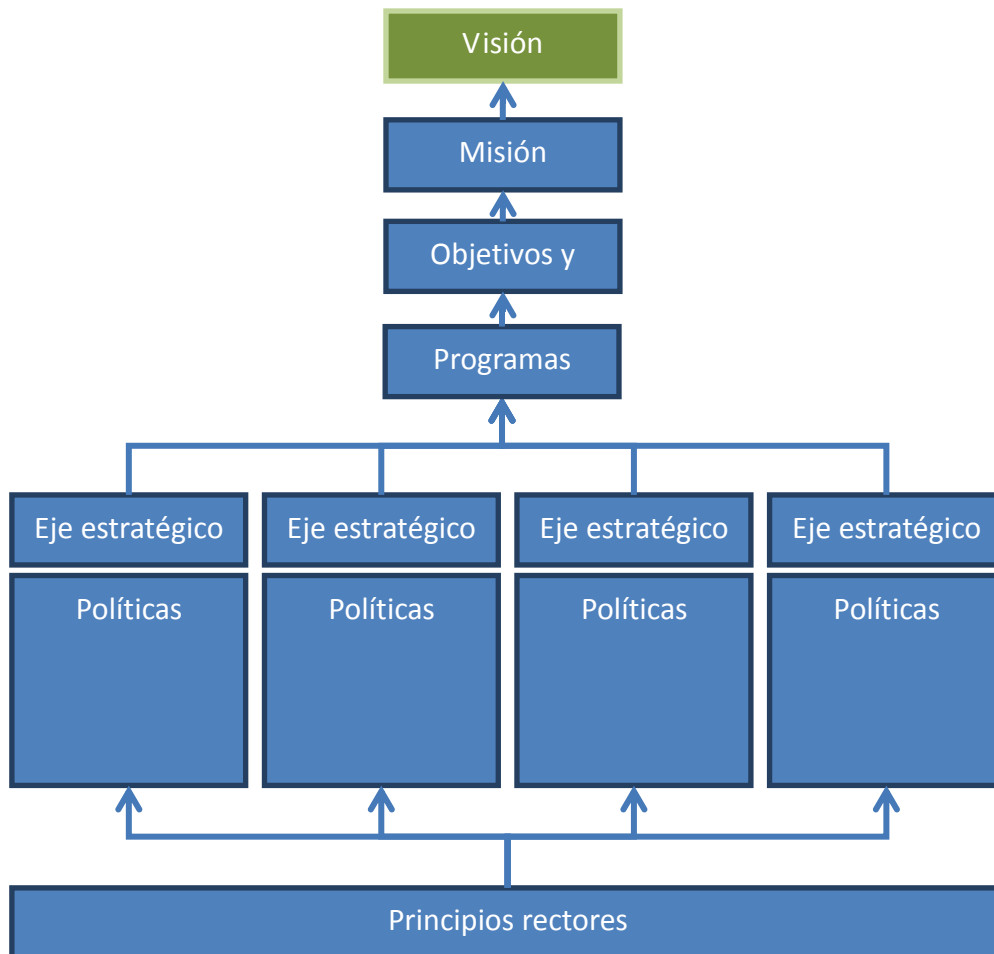 Visión
Misión
Objetivos y
Programas
Eje estratégico
Eje estratégico
Eje estratégico
Eje estratégico
Políticas
Políticas
Políticas
Políticas
Principios rectores